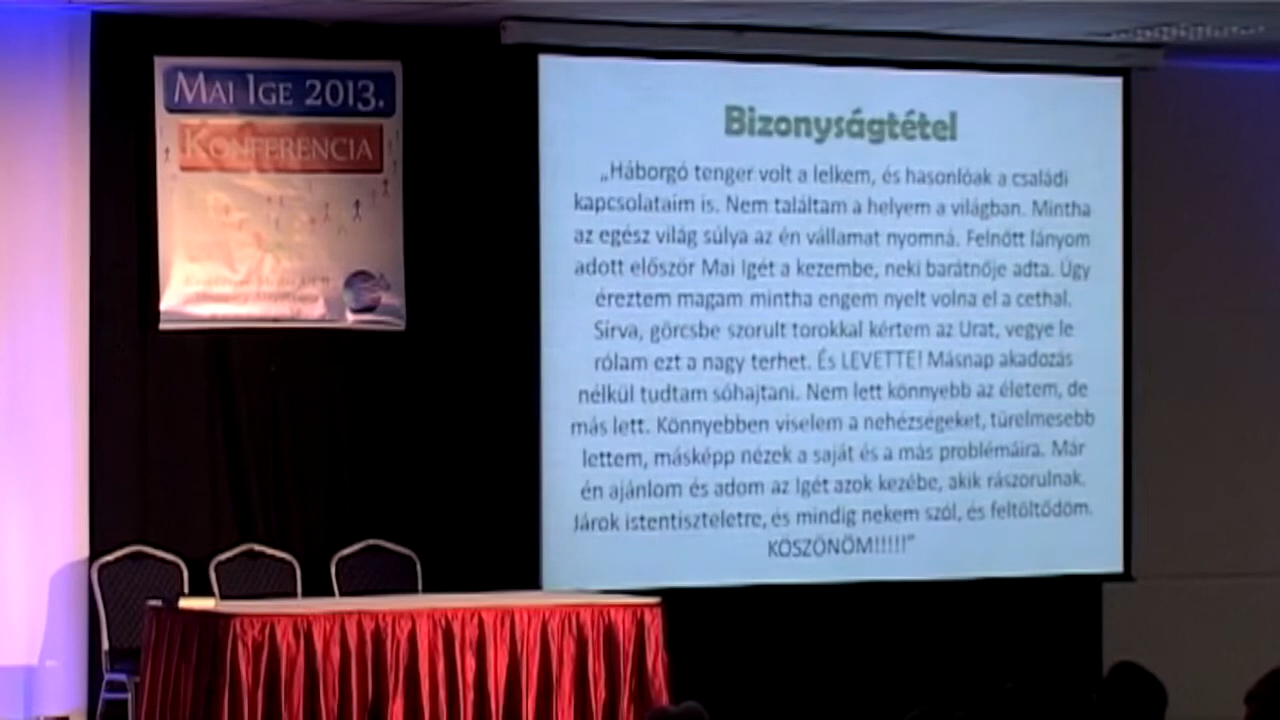 MAI IGE 2013.
KONFERENCIA
Bizonyságtétel
„Háborgó tenger volt a lelkem, és hasonlóak a családi
kapcsolataim is. Nem találtam a helyem a világban. Mintha
az egész világ súlya az én vállamat nyomná. Felnőtt lányom
adott először Mai Igét a kezembe, neki barátnője adta. Úgy
éreztem magam mintha engem nyelt volna el a cethal.
Sírva, görcsbe szorult torokkal kértem az Urat, vegye le
rólam ezt a nagy terhet. És LEVETTE! Másnap akadozás
nélkül tudtam sóhajtani. Nem lett könnyebb az életem, de
más lett. Könnyebben viselem a nehézségeket, türelmesebb
lettem, másképp nézek a saját és a más problémáira. Már
én ajánlom és adom az Igét azok kezébe, akik rászorulnak.
Járok istentiszteletre, és mindig nekem szól, és feltöltődöm.
KÖSZÖNÖM!!!!!"